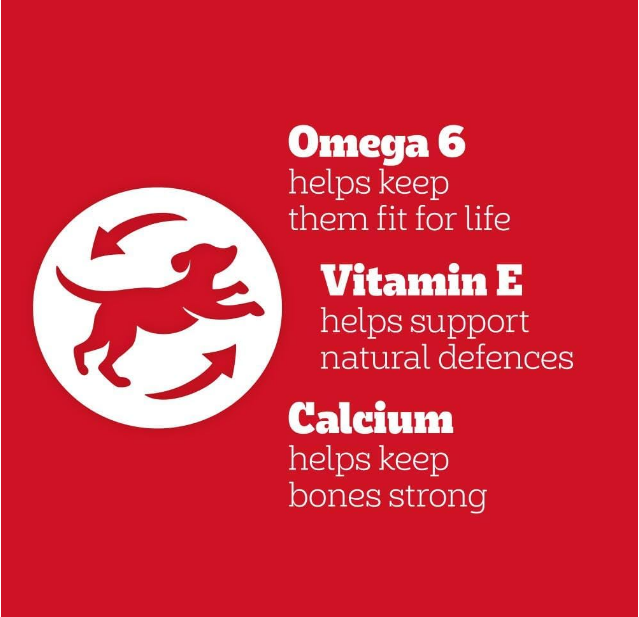 Omega 6
helps keep
them fit for life
Vitamin E
helps support
natural defences
Calcium
helps keep
bones strong